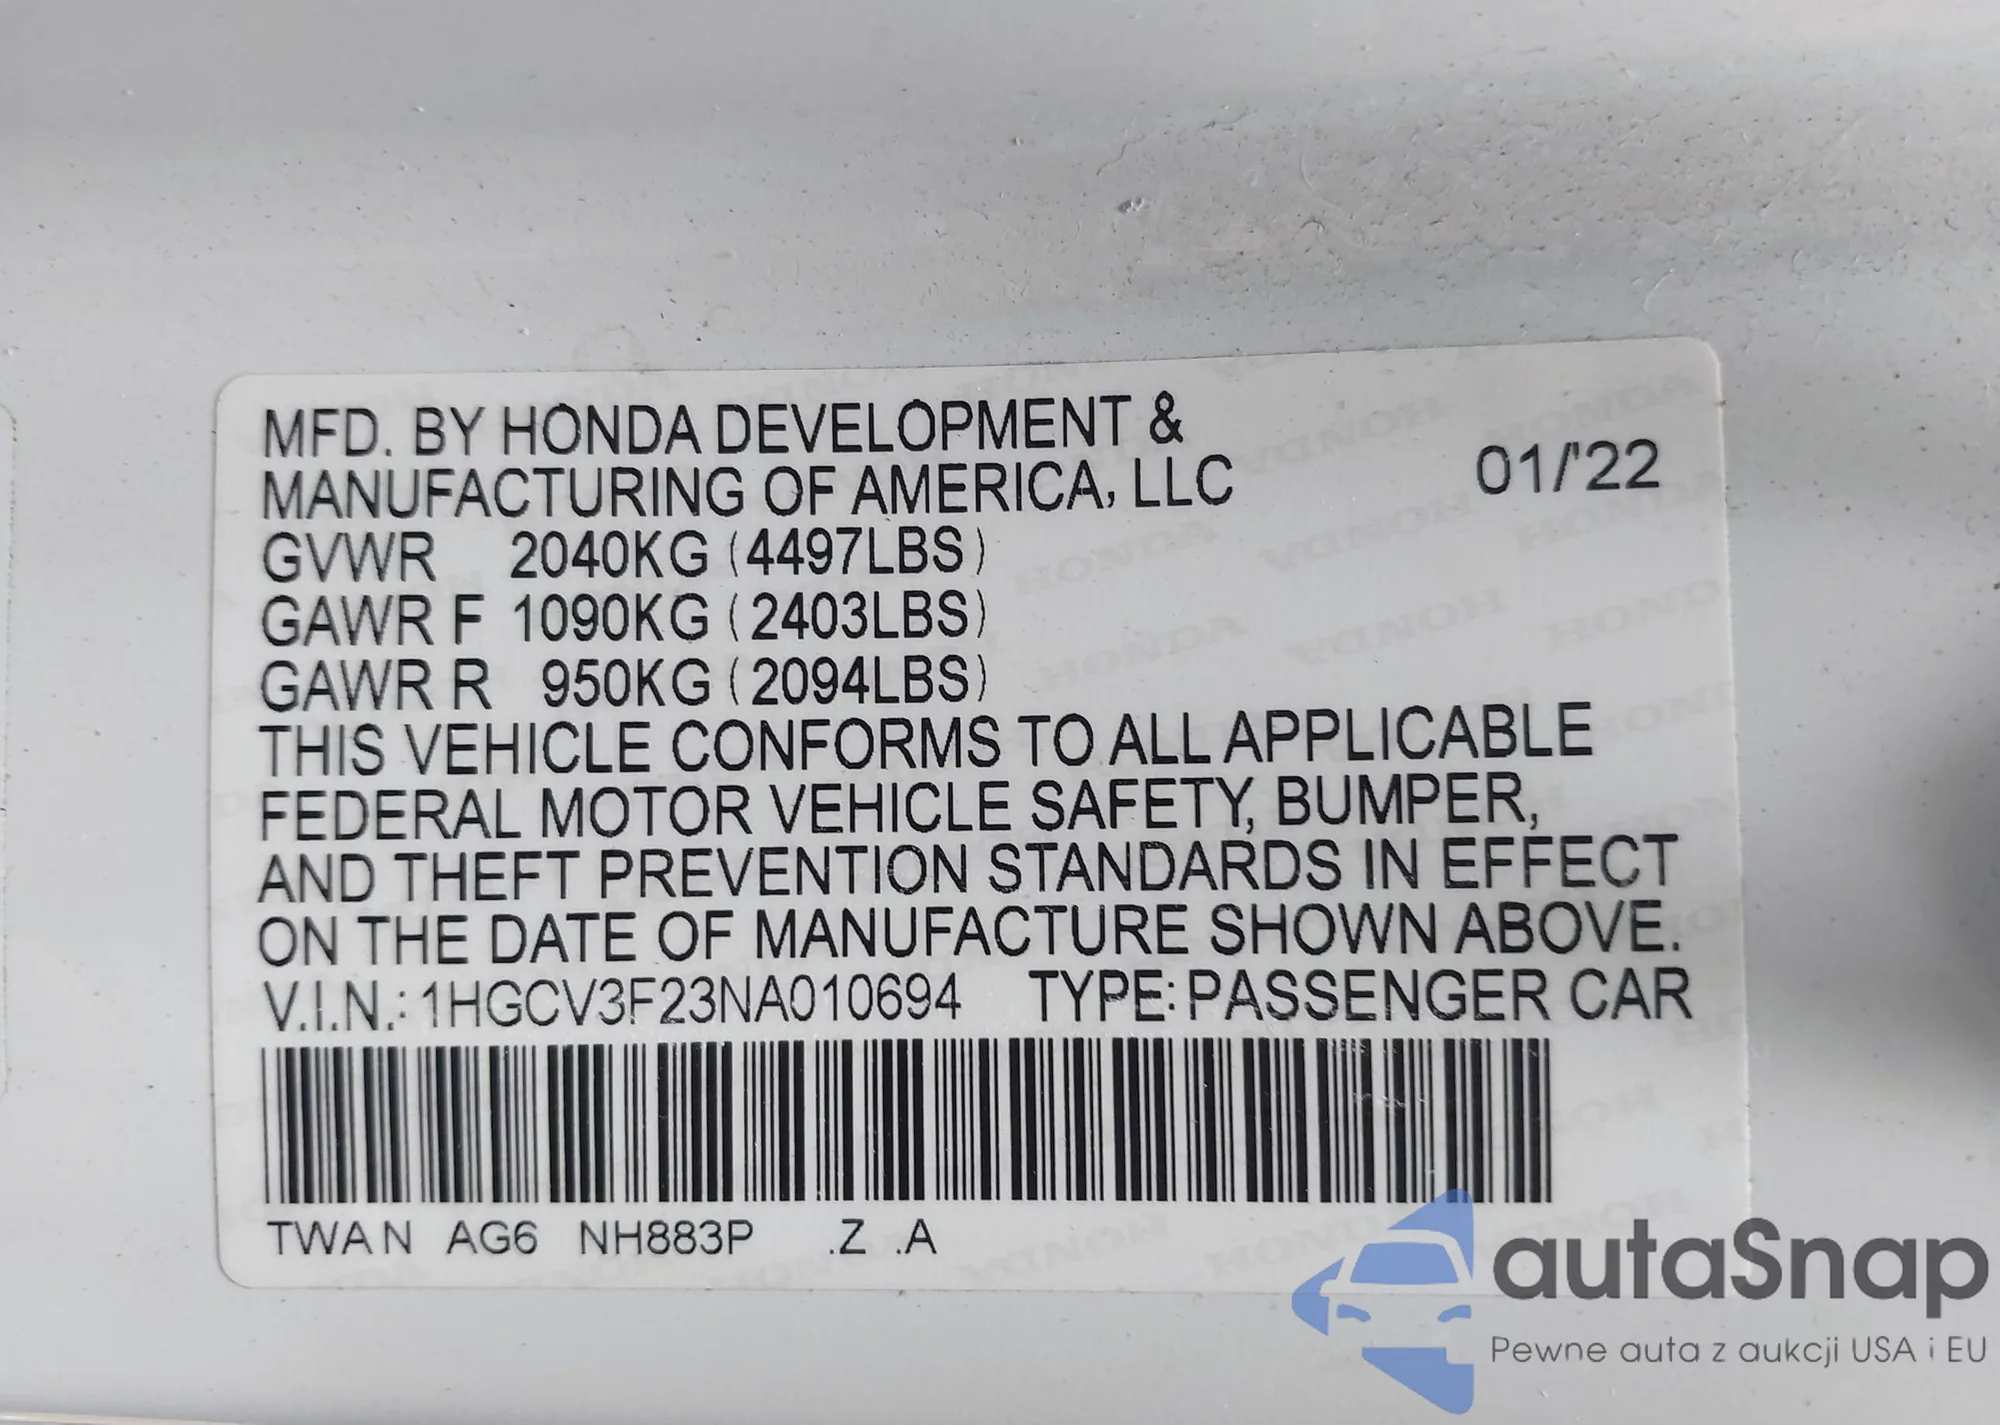 MFD. BY HONDA DEVELOPMENT &
MANUFACTURING OF AMERICA, LLC
01/'22
GVWR 2040KG (4497LBS)
GAWR F 1090KG (2403LBS)
GAWR R 950KG (2094LBS)
THIS VEHICLE CONFORMS TO ALL APPLICABLE
FEDERAL MOTOR VEHICLE SAFETY, BUMPER,
AND THEFT PREVENTION STANDARDS IN EFFECT
ON THE DATE OF MANUFACTURE SHOWN ABOVE.
V.I.N.: 1HGCV3F23NA010694 TYPE: PASSENGER CAR
TWAN AG6 NH883P .Z .A
autaSnap
Pewne auta z aukcji USA i EU